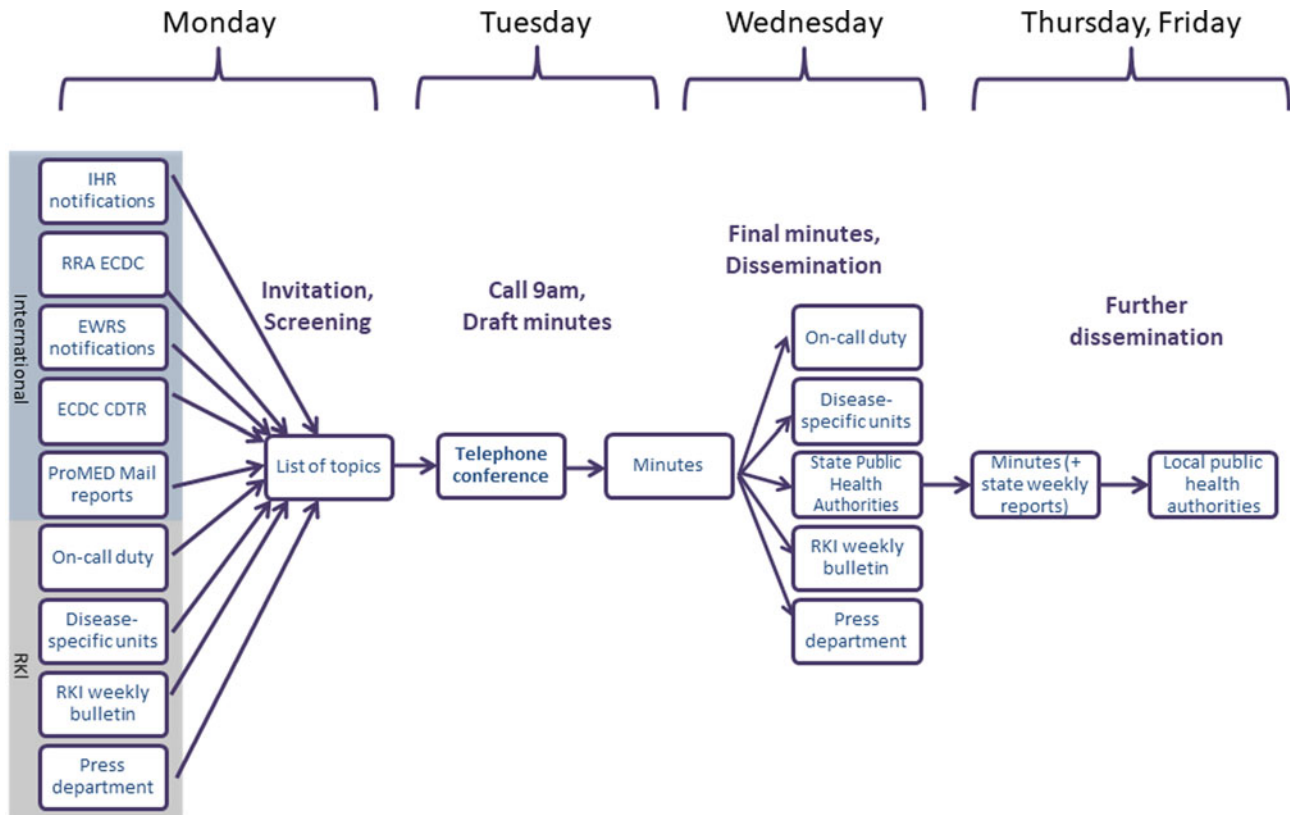 Monday
Tuesday
Wednesday
Thursday, Friday
International
IHR
notifications
RRA ECDC
EWRS
notifications
ECDC CDTR
ProMED Mail
reports
RKI
On-call duty
Disease-
specific units
RKI weekly
bulletin
Press
department
Invitation,
Screening
List of topics
Call 9am,
Draft minutes
Telephone
conference
Minutes
Final minutes,
Dissemination
On-call duty
Disease-
specific units
State Public
Health
Authorities
RKI weekly
bulletin
Press
department
Further
dissemination
Minutes (+
state weekly
reports)
Local public
health
authorities